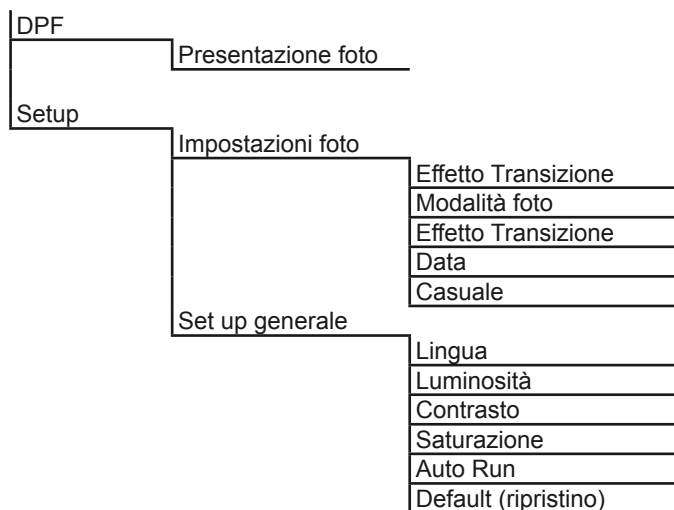 DPF
Presentazione foto
Setup
Impostazioni foto
Effetto Transizione
Modalità foto
Effetto Transizione
Data
Casuale
Set up generale
Lingua
Luminosità
Contrasto
Saturazione
Auto Run
Default (ripristino)